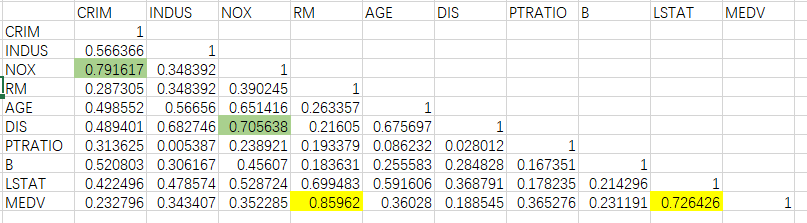 CRIM INDUS NOX RM AGE DIS PTRATIO B LSTAT MEDV
CRIM 1
INDUS 0.566366 1
NOX 0.791617 0.348392 1
RM 0.287305 0.348392 0.390245 1
AGE 0.498552 0.56656 0.651416 0.263357 1
DIS 0.489401 0.682746 0.705638 0.21605 0.675697 1
PTRATIO 0.313625 0.005387 0.238921 0.193379 0.086232 0.028012 1
B 0.520803 0.306167 0.45607 0.183631 0.255583 0.284828 0.167351 1
LSTAT 0.422496 0.478574 0.528724 0.699483 0.591606 0.368791 0.178235 0.214296 1
MEDV 0.232796 0.343407 0.352285 0.85962 0.36028 0.188545 0.365276 0.231191 0.726426 1